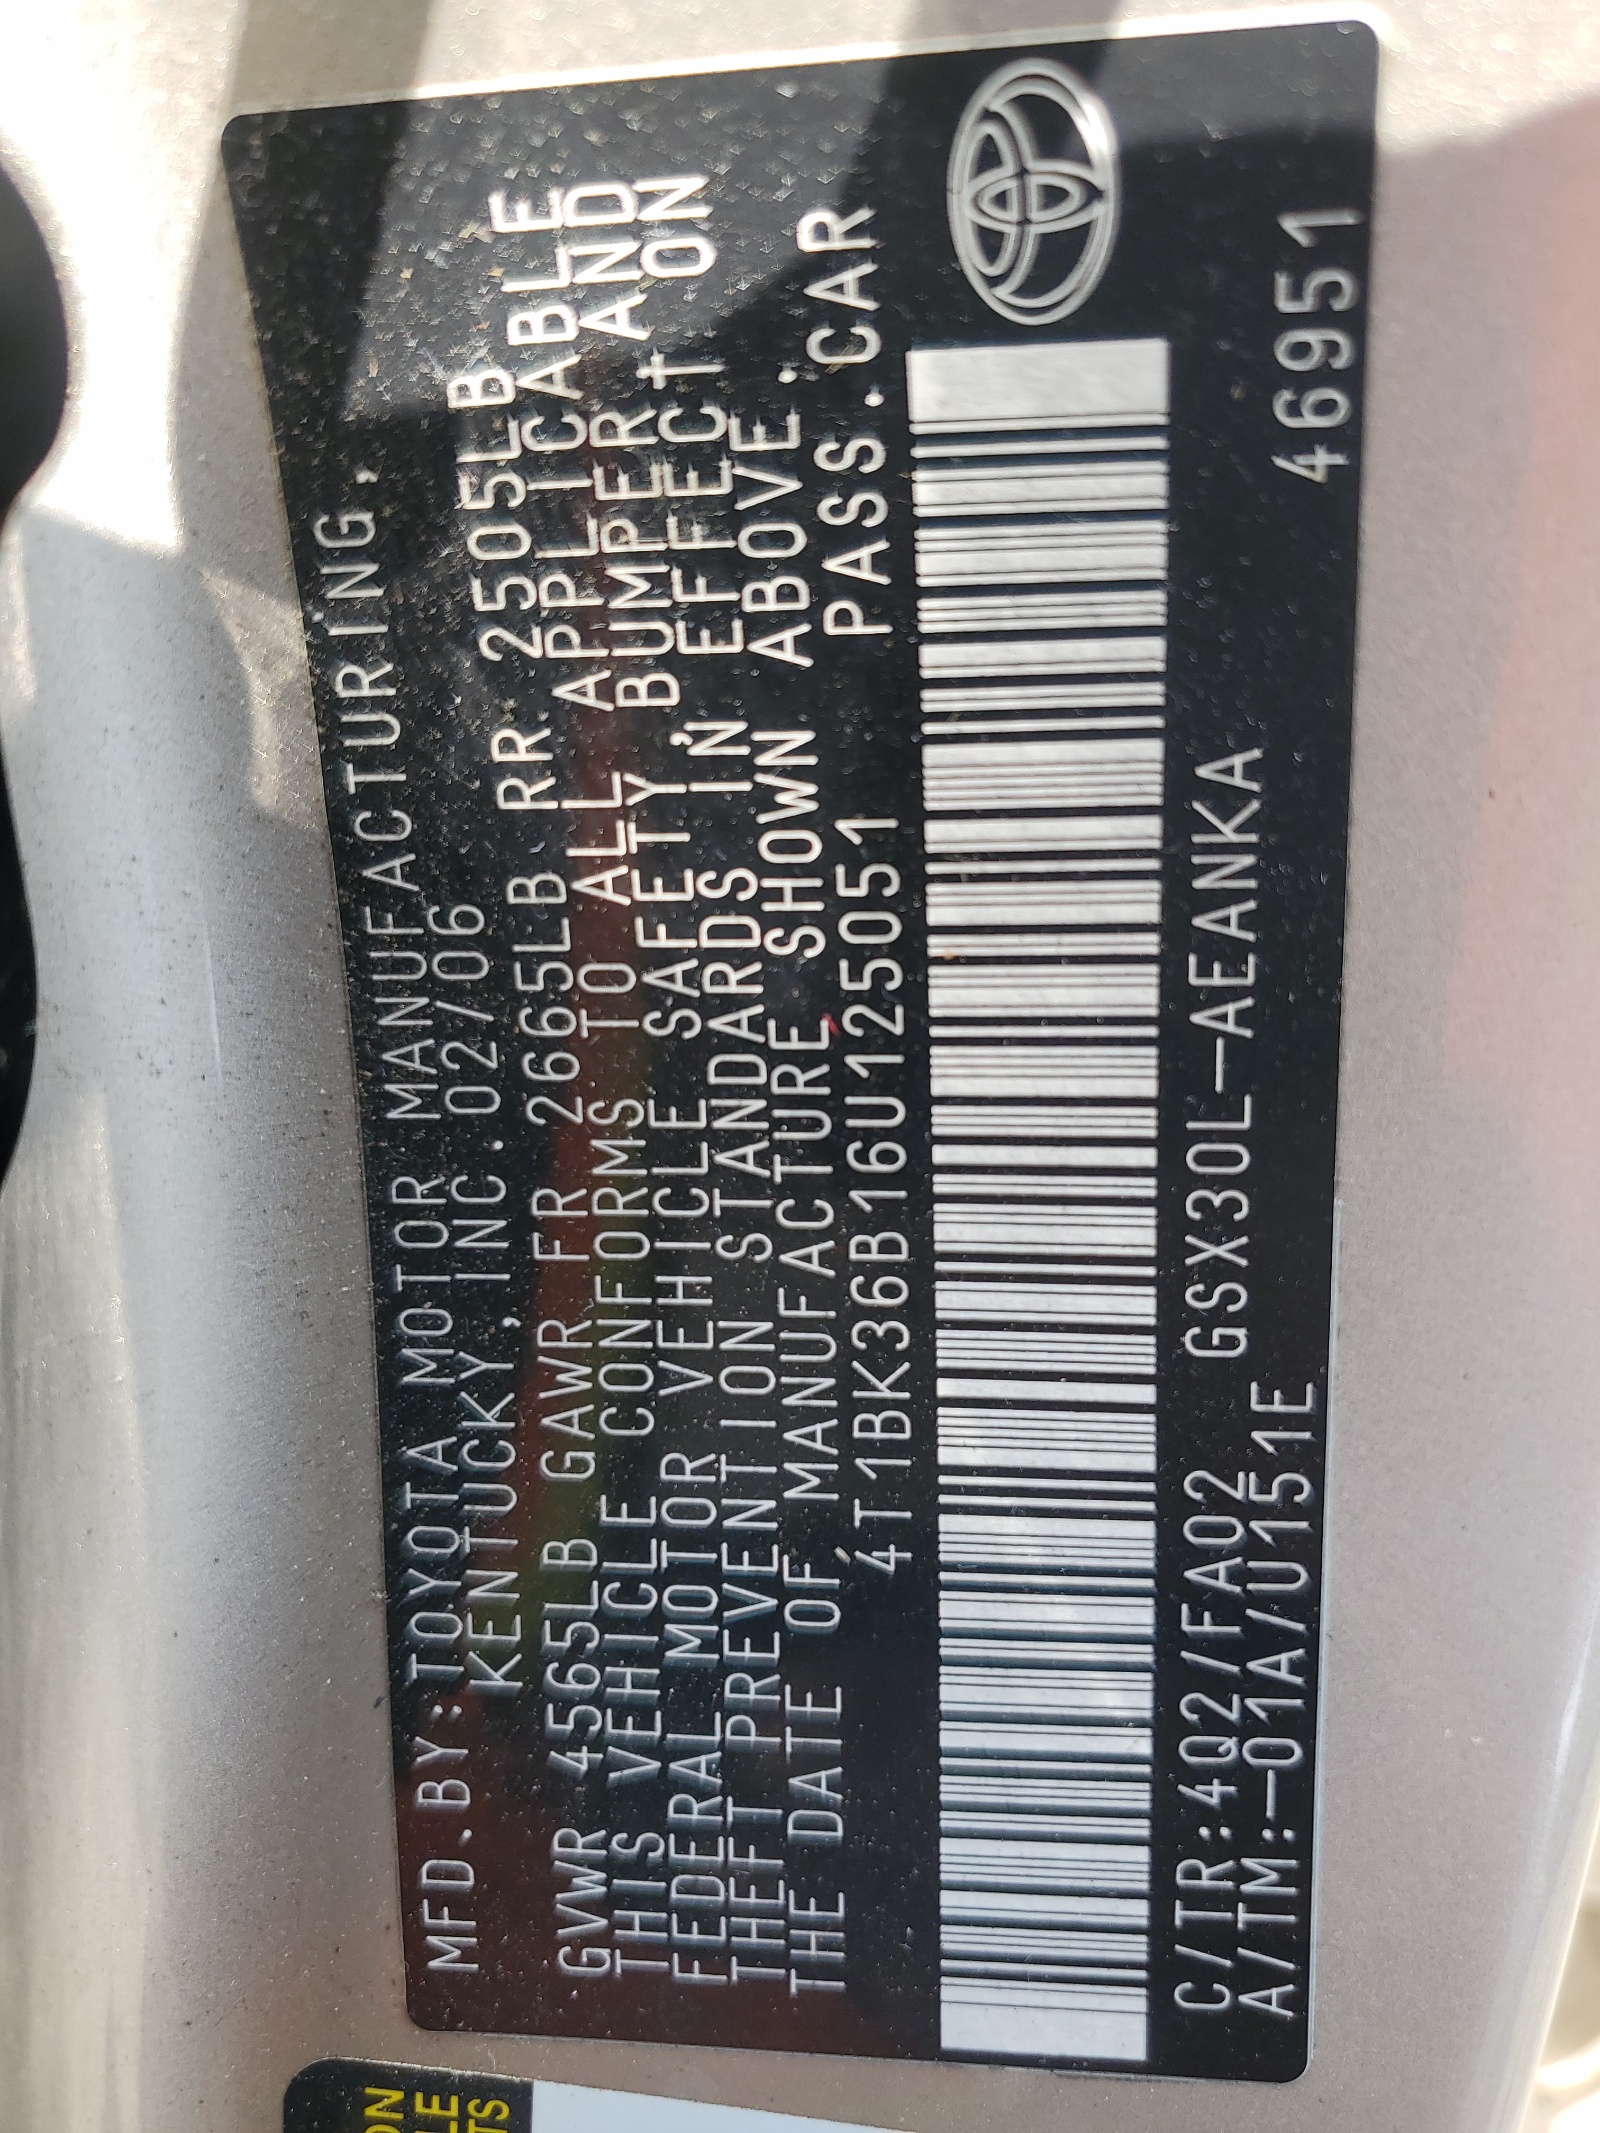 MFD.BY:TOYOTA MOTOR MANUFACTURING,
KENTUCKY, INC. 02/06
GVWR 4565LB GAWR FR 2665LB RR 2505LB
THIS VEHICLE CONFORMS TO ALL APPLICABLE
FEDERAL MOTOR VEHICLE SAFETY, BUMPER AND
THEFT PREVENTION STANDARDS IN EFFECT ON
THE DATE OF MANUFACTURE SHOWN ABOVE.
4T1BK36B16U125051 PASS.CAR
C/TR:4Q2/FA02 GSX30L-AEANKA
A/TM:-01A/U151E 46951